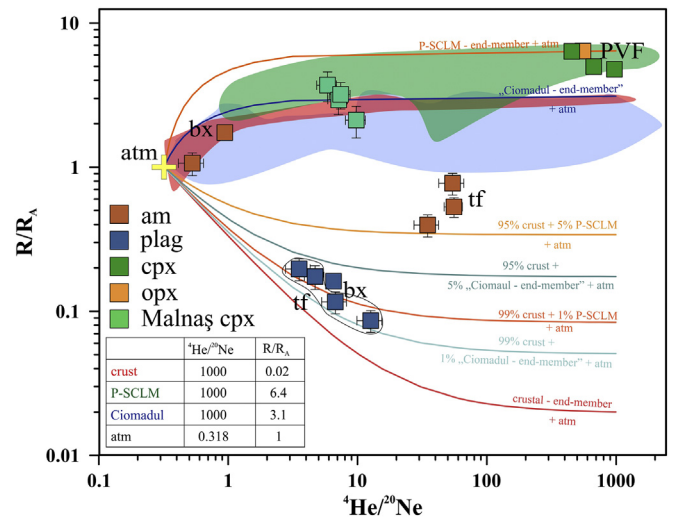 10
P-SCLM - end-member + atm
PVF
„Ciomadul - end-member”
+ atm
bx
atm
1
tf
am
plag
cpx
opx
Malnaş cpx
95% crust + 5% P-SCLM
+ atm
95% crust +
5% „Ciomaul - end-member” + atm
bx
tf
99% crust + 1% P-SCLM
+ atm
99% crust +
1% „Ciomadul - end-member” + atm
crustal - end-member
+ atm
R/RA
0.1
0.01
4He/20Ne R/RA
crust 1000 0.02
P-SCLM 1000 6.4
Ciomadul 1000 3.1
atm 0.318 1
0.1 1 10 100 1000
4He/20Ne